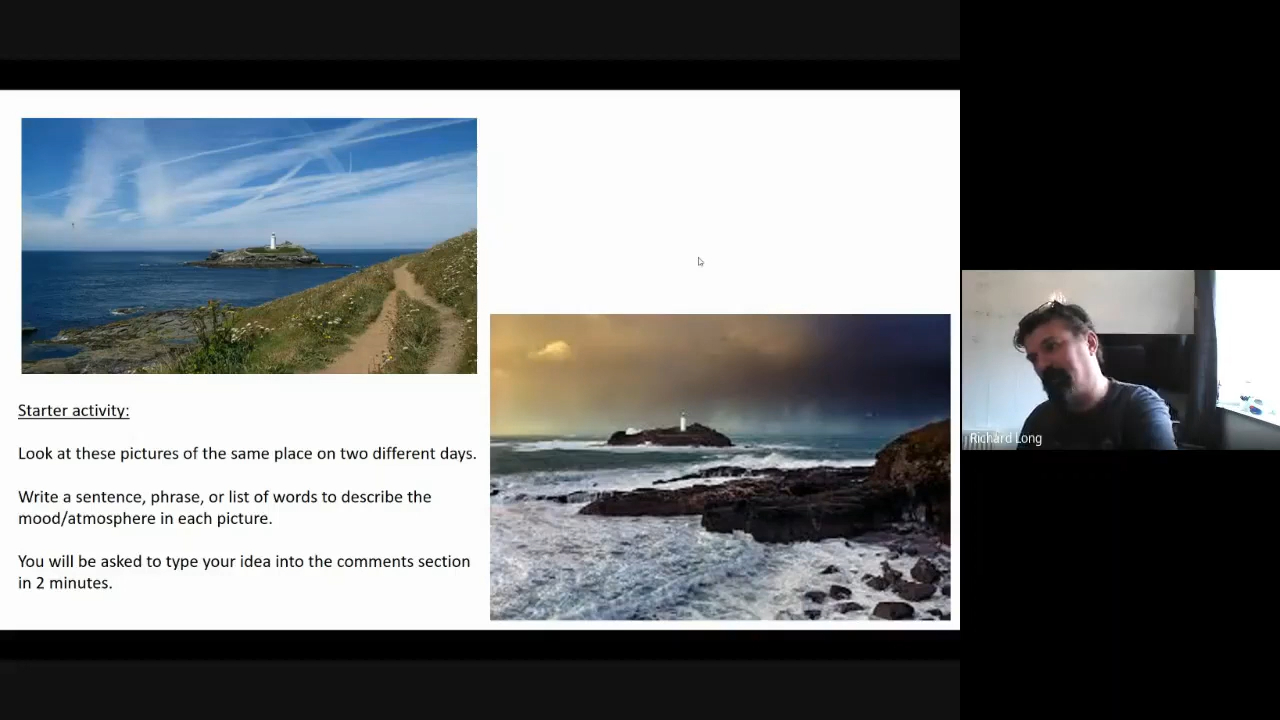 Starter activity:
Look at these pictures of the same place on two different days.
Write a sentence, phrase, or list of words to describe the
mood/atmosphere in each picture.
You will be asked to type your idea into the comments section
in 2 minutes.
Richard Long